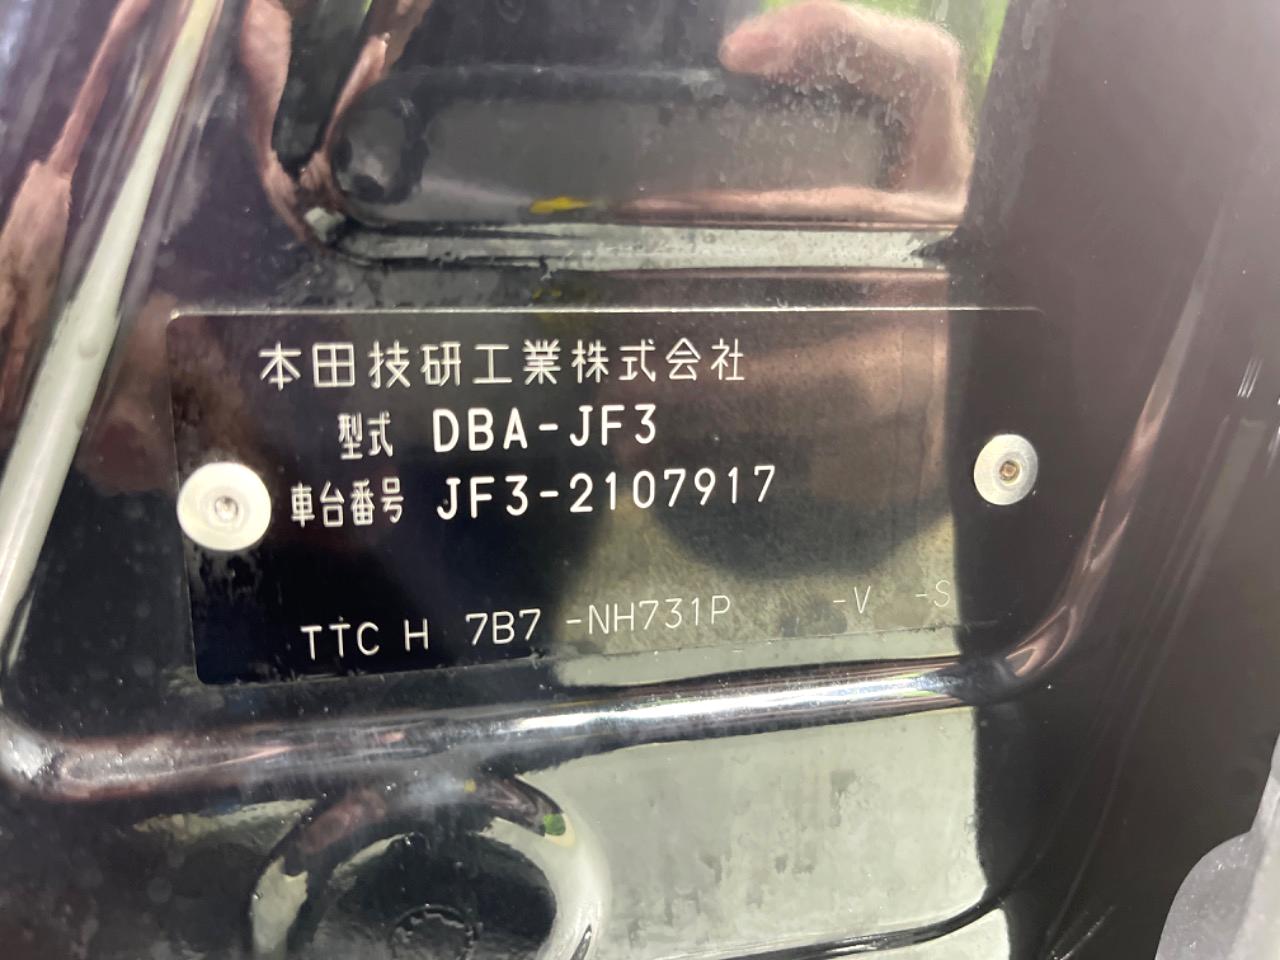 本田技研工業株式会社
型式 DBA-JF3
車台番号 JF3-2107917
TTC H 7B7 -NH731P -V -S